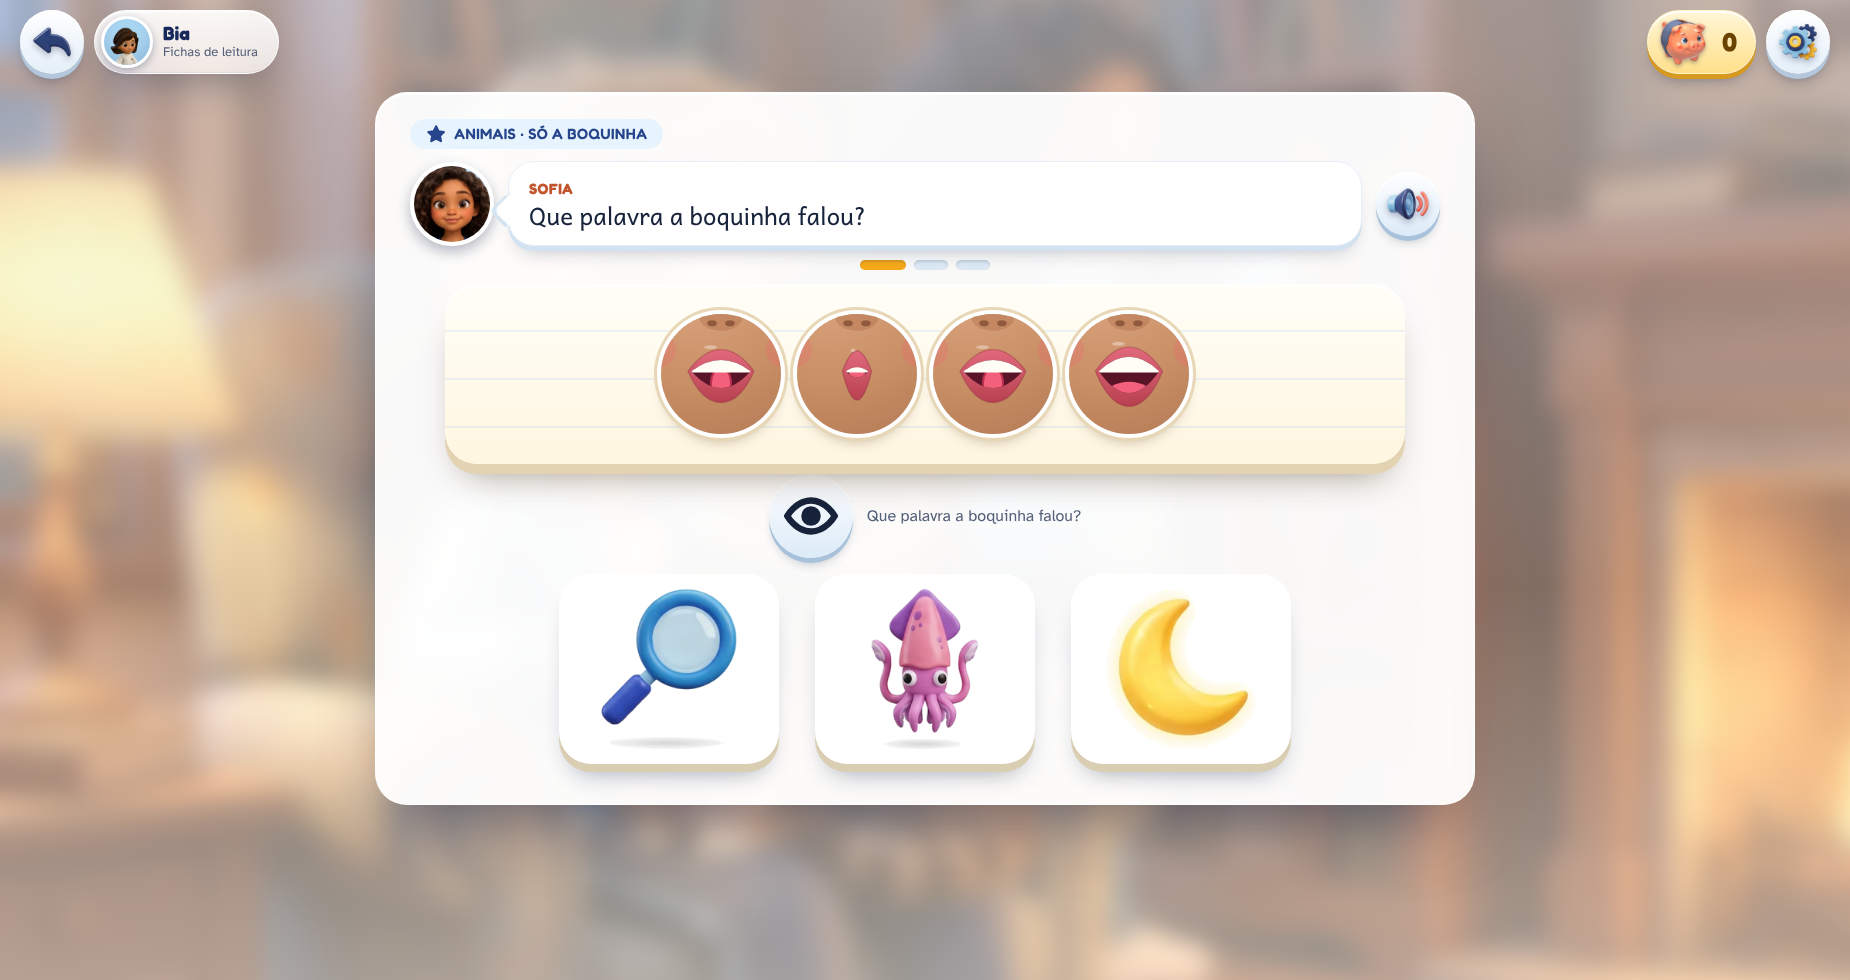 Bia
Fichas de leitura
0
ANIMAIS · SÓ A BOQUINHA
SOFIA
Que palavra a boquinha falou?
Que palavra a boquinha falou?